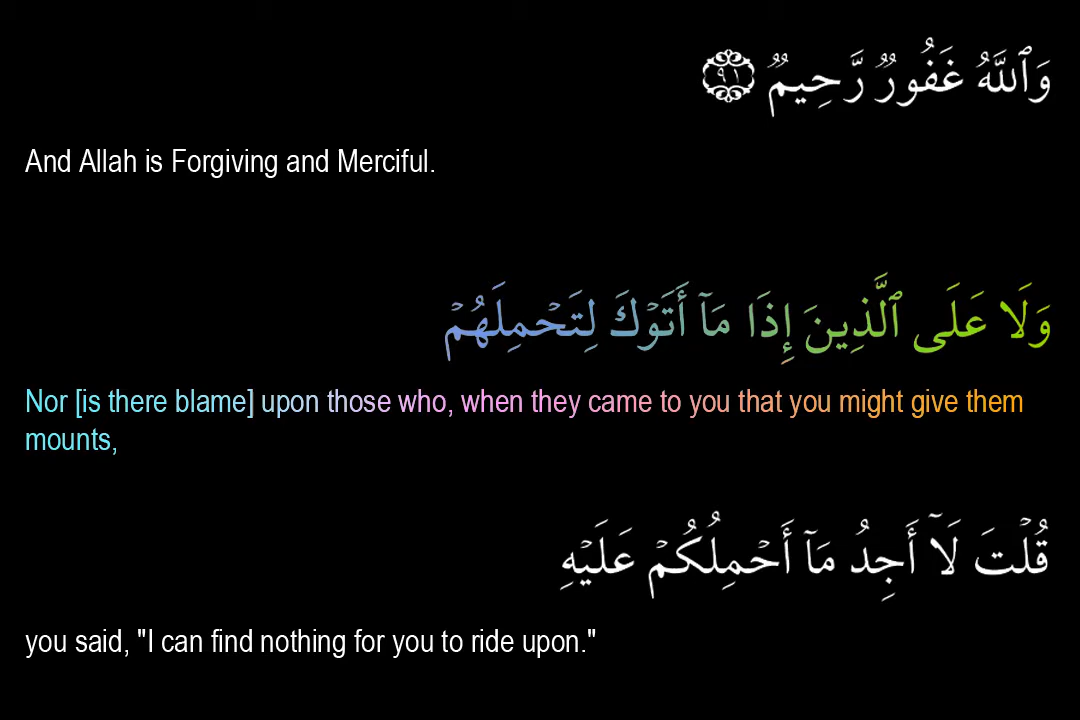 وَٱللَّهُ غَفُورٌ رَّحِيمٌ ٩١
And Allah is Forgiving and Merciful.
وَلَا عَلَى ٱلَّذِينَ إِذَا مَآ أَتَوْكَ لِتَحْمِلَهُمْ
Nor [is there blame] upon those who, when they came to you that you might give them
mounts,
قُلْتَ لَآ أَجِدُ مَآ أَحْمِلُكُمْ عَلَيْهِ
you said, "I can find nothing for you to ride upon."